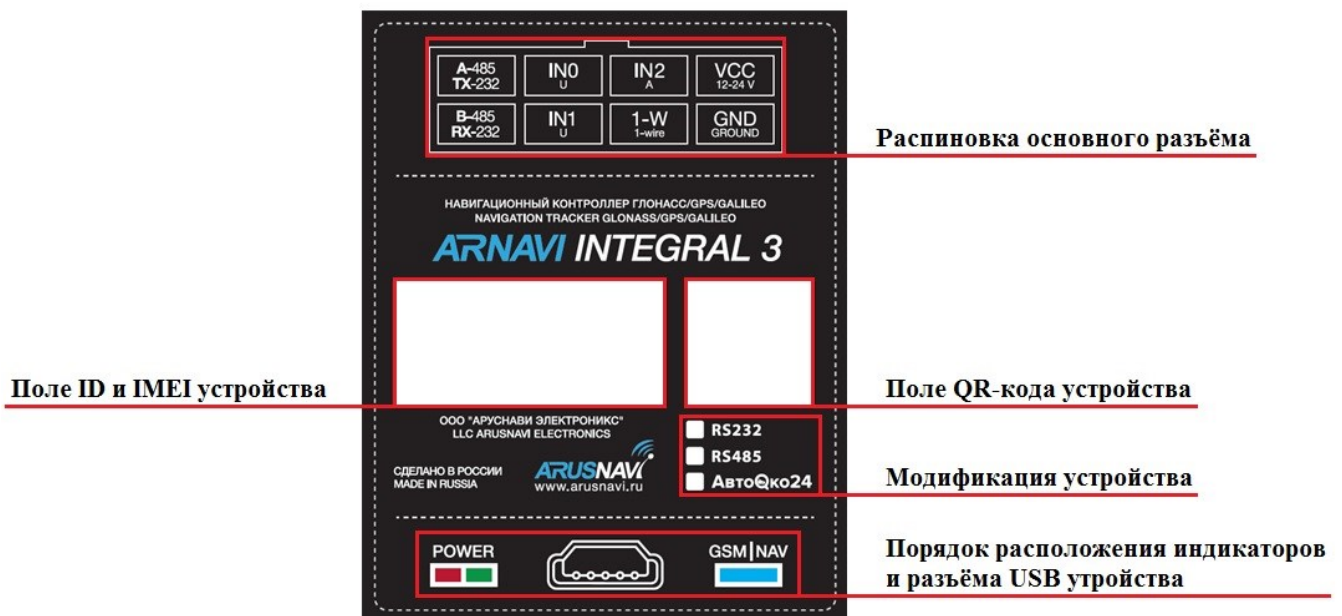 A-485
TX-232
IN0
U
IN2
A
VCC
12-24 V
B-485
RX-232
IN1
U
1-W
1-wire
GND
GROUND
Распиновка основного разъёма
НАВИГАЦИОННЫЙ КОНТРОЛЛЕР ГЛОНАСС/GPS/GALILEO
NAVIGATION TRACKER GLONASS/GPS/GALILEO
ARNAVI INTEGRAL 3
Поле ID и IMEI устройства
Поле QR-кода устройства
ООО "АРУСНАВИ ЭЛЕКТРОНИКС"
LLC ARUSNAVI ELECTRONICS
СДЕЛАНО В РОССИИ
MADE IN RUSSIA
ARUSNAVI
www.arusnavi.ru
RS232
RS485
АвтоQко24
Модификация устройства
POWER
GSM|NAV
Порядок расположения индикаторов
и разъёма USB утройства